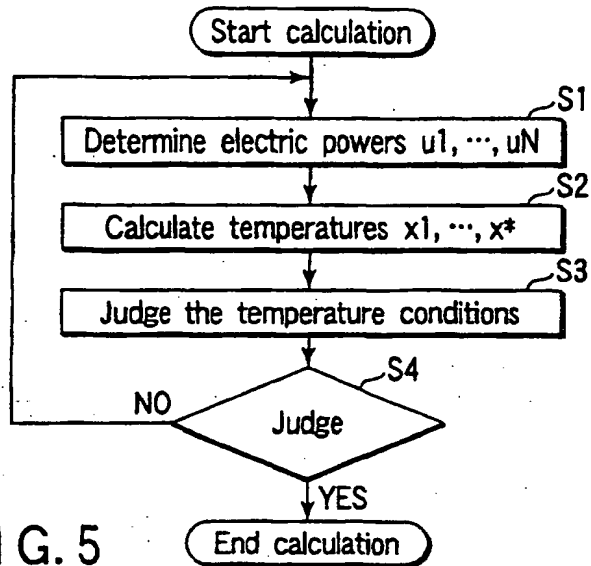 Start calculation
S1
Determine electric powers u1, ···, uN
S2
Calculate temperatures x1, ···, x*
S3
Judge the temperature conditions
S4
NO
Judge
YES
End calculation
I G. 5